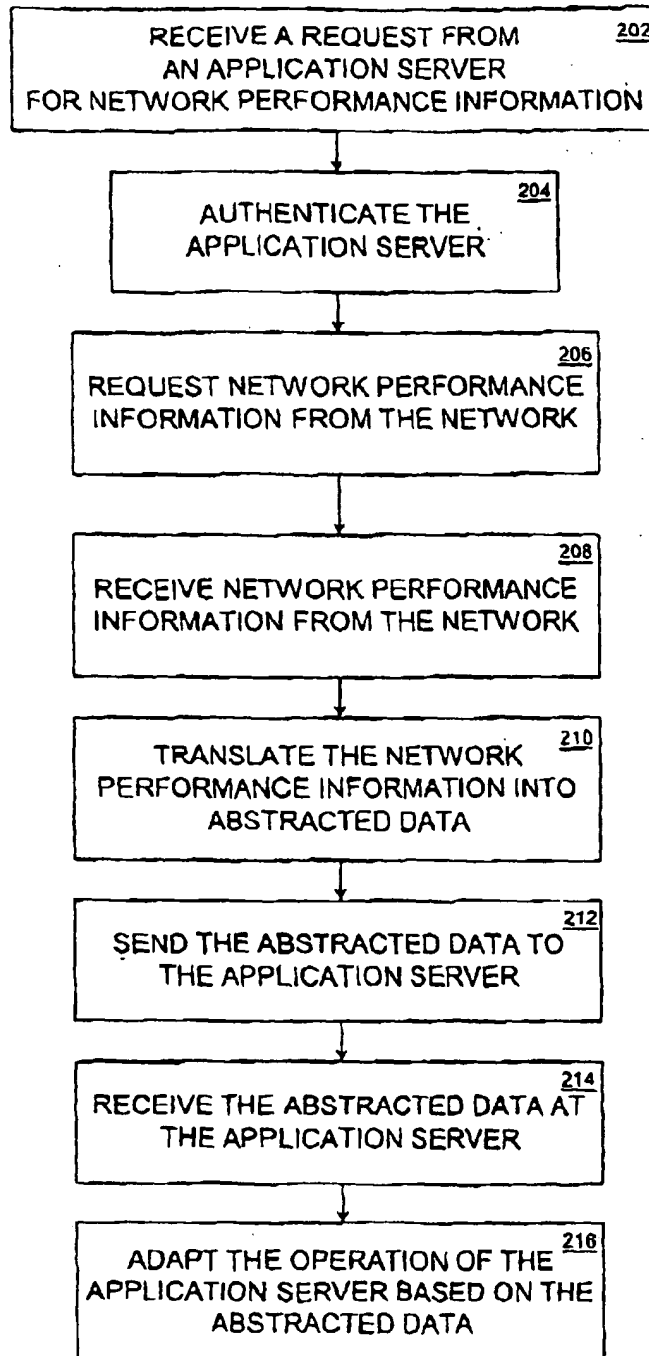 202
RECEIVE A REQUEST FROM
AN APPLICATION SERVER
FOR NETWORK PERFORMANCE INFORMATION
204
AUTHENTICATE THE
APPLICATION SERVER
206
REQUEST NETWORK PERFORMANCE
INFORMATION FROM THE NETWORK
208
RECEIVE NETWORK PERFORMANCE
INFORMATION FROM THE NETWORK
210
TRANSLATE THE NETWORK
PERFORMANCE INFORMATION INTO
ABSTRACTED DATA
212
SEND THE ABSTRACTED DATA TO
THE APPLICATION SERVER
214
RECEIVE THE ABSTRACTED DATA AT
THE APPLICATION SERVER
216
ADAPT THE OPERATION OF THE
APPLICATION SERVER BASED ON THE
ABSTRACTED DATA